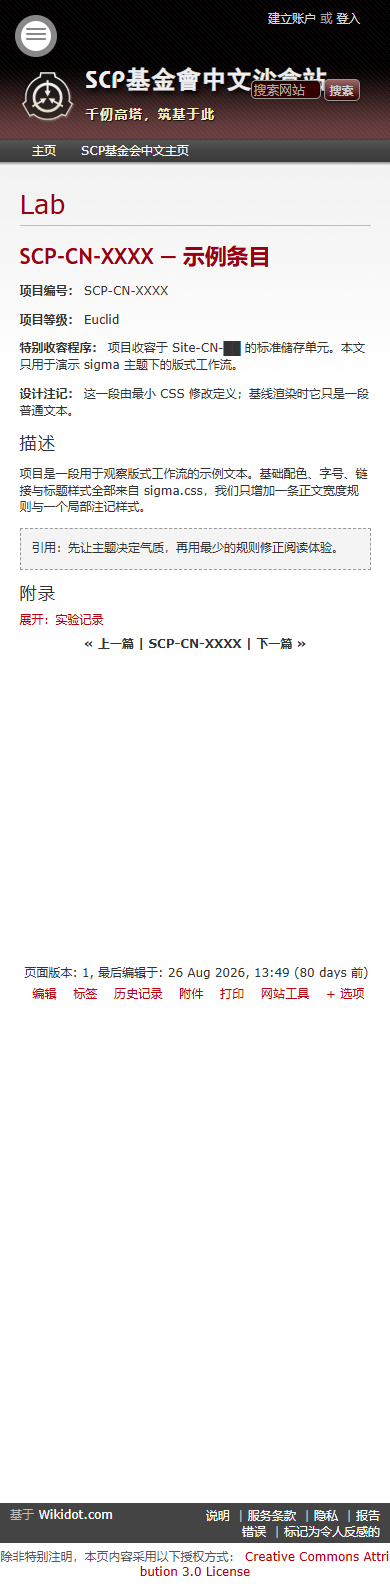 建立账户 或 登入
SCP基金會中文沙盒站
搜索网站 搜索
千仞高塔，筑基于此
主页 SCP基金会中文主页
Lab
SCP-CN-XXXX — 示例条目
项目编号： SCP-CN-XXXX
项目等级： Euclid
特别收容程序： 项目收容于 Site-CN-██ 的标准储存单元。本文
只用于演示 sigma 主题下的版式工作流。
设计注记： 这一段由最小 CSS 修改定义；基线渲染时它只是一段
普通文本。
描述
项目是一段用于观察版式工作流的示例文本。基础配色、字号、链
接与标题样式全部来自 sigma.css，我们只增加一条正文宽度规
则与一个局部注记样式。
引用：先让主题决定气质，再用最少的规则修正阅读体验。
附录
展开：实验记录
« 上一篇 | SCP-CN-XXXX | 下一篇 »
页面版本: 1, 最后编辑于: 26 Aug 2026, 13:49 (80 days 前)
编辑 标签 历史记录 附件 打印 网站工具 + 选项
基于 Wikidot.com
说明 | 服务条款 | 隐私 | 报告
错误 | 标记为令人反感的
除非特别注明，本页内容采用以下授权方式： Creative Commons Attri
bution 3.0 License